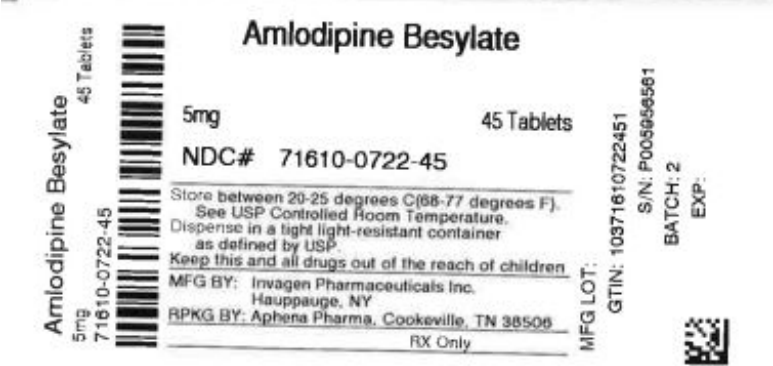 Amlodipine Besylate
5mg 45 Tablets
NDC# 71610-0722-45
Store between 20-25 degrees C(68-77 degrees F).
See USP Controlled Room Temperature.
Dispense in a tight light-resistant container
as defined by USP.
Keep this and all drugs out of the reach of children
MFG BY: Invagen Pharmaceuticals Inc.
Hauppauge, NY
RPKG BY: Aphena Pharma, Cookeville, TN 38506
RX Only
Amlodipine Besylate
5mg 45 Tablets
71610-0722-45
MFG LOT:
GTIN: 10371610722451
S/N: P005956561
BATCH: 2
EXP: